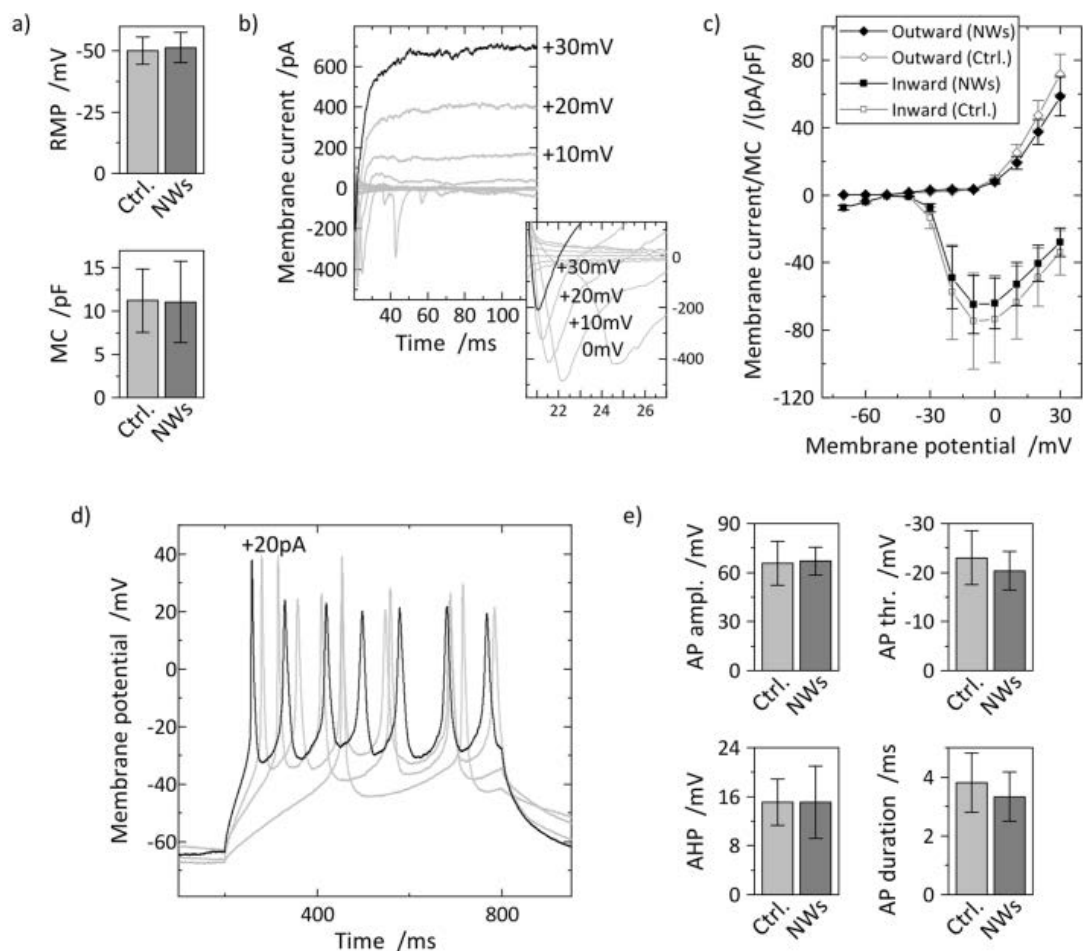 a)
RMP /mV
-50
-25
0
Ctrl.
NWs
MC /pF
15
10
5
0
Ctrl.
NWs
b)
Membrane current /pA
600
400
200
0
-200
-400
+30mV
+20mV
+10mV
20 40 60 80 100
Time /ms
+30mV
+20mV
+10mV
0mV
0
-200
-400
22 24 26
c)
Outward (NWs)
Outward (Ctrl.)
Inward (NWs)
Inward (Ctrl.)
Membrane current/MC /(pA/pF)
80
40
0
-40
-80
-120
-60 -30 0 30
Membrane potential /mV
d)
+20pA
Membrane potential /mV
40
20
0
-20
-40
-60
400 800
Time /ms
e)
AP ampl. /mV
90
60
30
0
Ctrl.
NWs
AP thr. /mV
-30
-20
-10
0
Ctrl.
NWs
AHP /mV
24
16
8
0
Ctrl.
NWs
AP duration /ms
4
2
0
Ctrl.
NWs